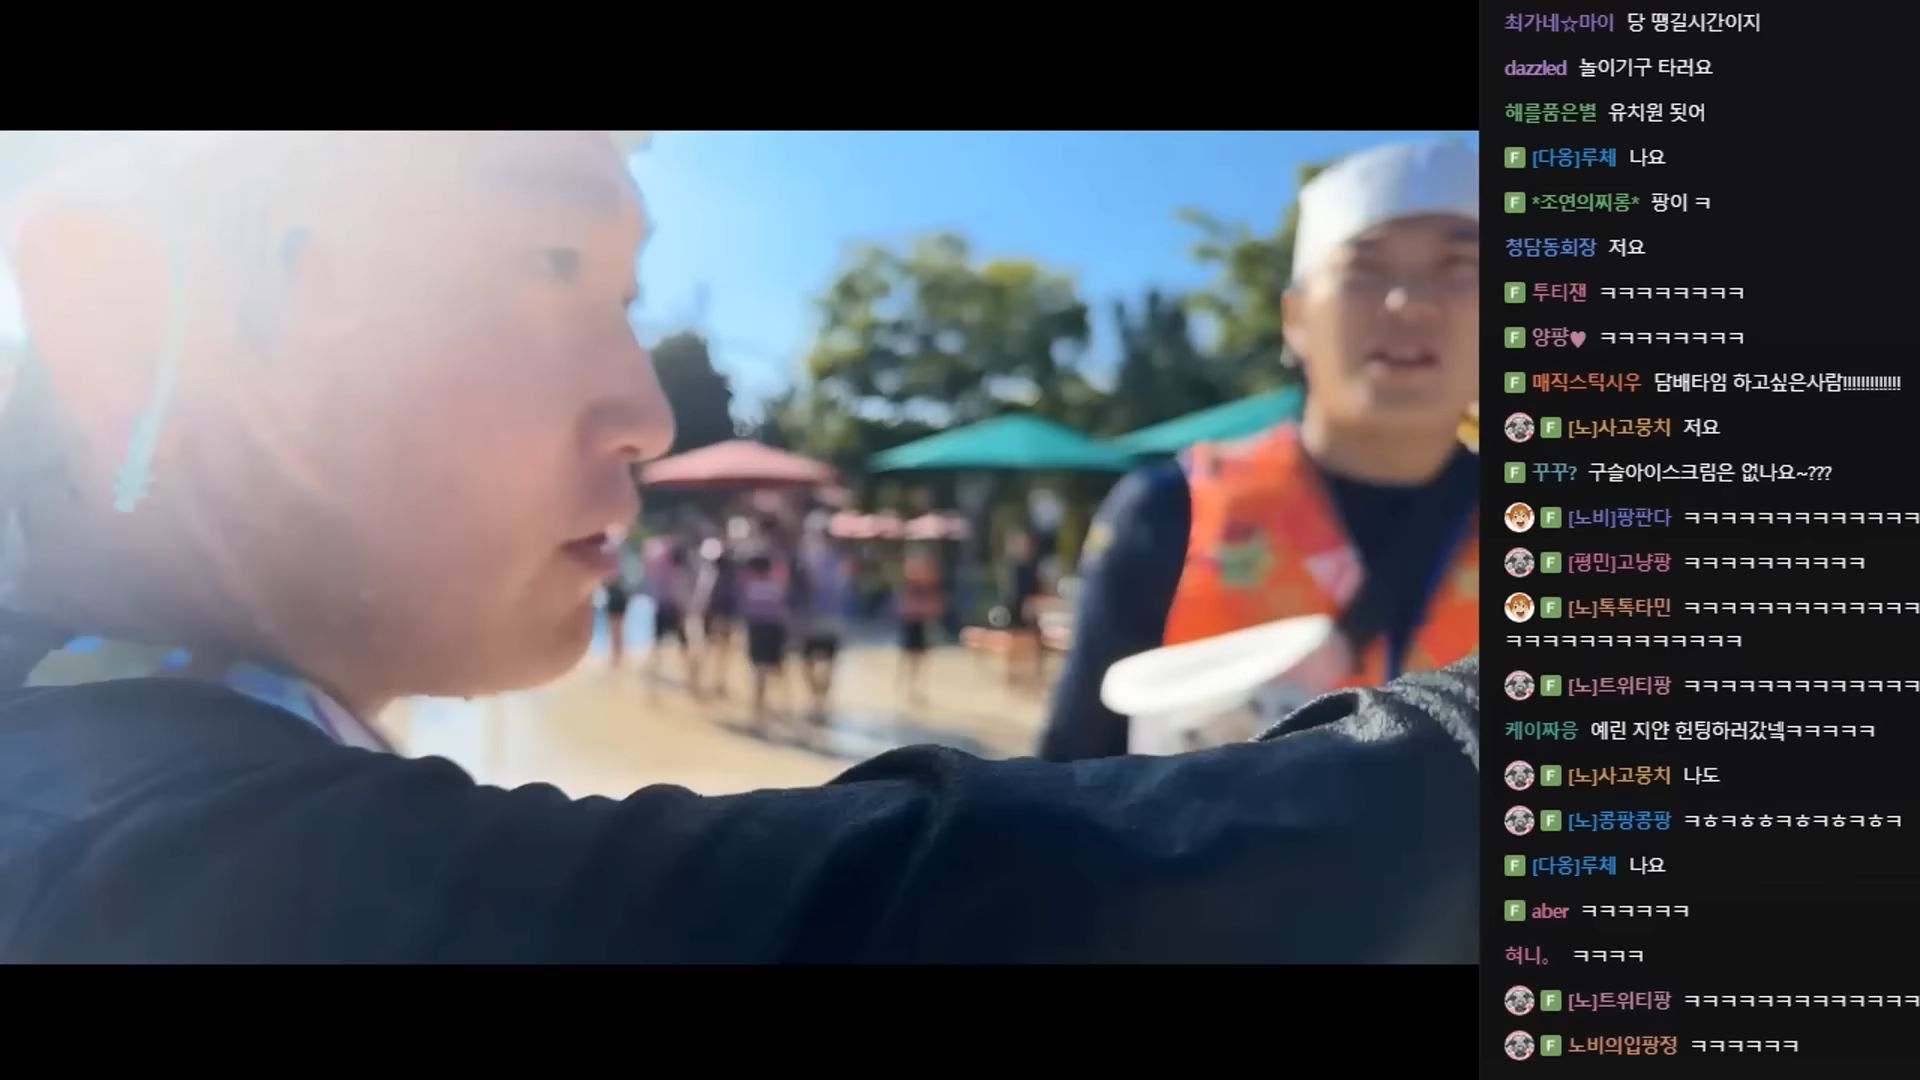 최가네☆마이 당 땡길시간이지
dazzled 놀이기구 타러요
해를품은별 유치원 됫어
F [다옹]루체 나요
F *조연의찌롱* 팡이 ㅋ
청담동회장 저요
F 투티잰 ㅋㅋㅋㅋㅋㅋㅋㅋ
F 양퍙♥ ㅋㅋㅋㅋㅋㅋㅋㅋ
F 매직스틱시우 담배타임 하고싶은사람!!!!!!!!!!!!!
F [노]사고뭉치 저요
F 꾸꾸? 구슬아이스크림은 없나요~???
F [노비]팡판다 ㅋㅋㅋㅋㅋㅋㅋㅋㅋㅋㅋㅋㅋ
F [평민]고냥팡 ㅋㅋㅋㅋㅋㅋㅋㅋㅋㅋ
F [노]톡톡타민 ㅋㅋㅋㅋㅋㅋㅋㅋㅋㅋㅋㅋㅋ
ㅋㅋㅋㅋㅋㅋㅋㅋㅋㅋㅋㅋㅋ
F [노]트위티팡 ㅋㅋㅋㅋㅋㅋㅋㅋㅋㅋㅋㅋㅋ
케이짜응 예린 지얀 헌팅하러갔넼ㅋㅋㅋㅋㅋ
F [노]사고뭉치 나도
F [노]콩팡콩팡 ㅋㅎㅋㅎㅎㅋㅎㅋㅎㅋㅎㅋ
F [다옹]루체 나요
F aber ㅋㅋㅋㅋㅋㅋ
혀니。 ㅋㅋㅋㅋ
F [노]트위티팡 ㅋㅋㅋㅋㅋㅋㅋㅋㅋㅋㅋㅋㅋ
F 노비의입팡정 ㅋㅋㅋㅋㅋㅋ